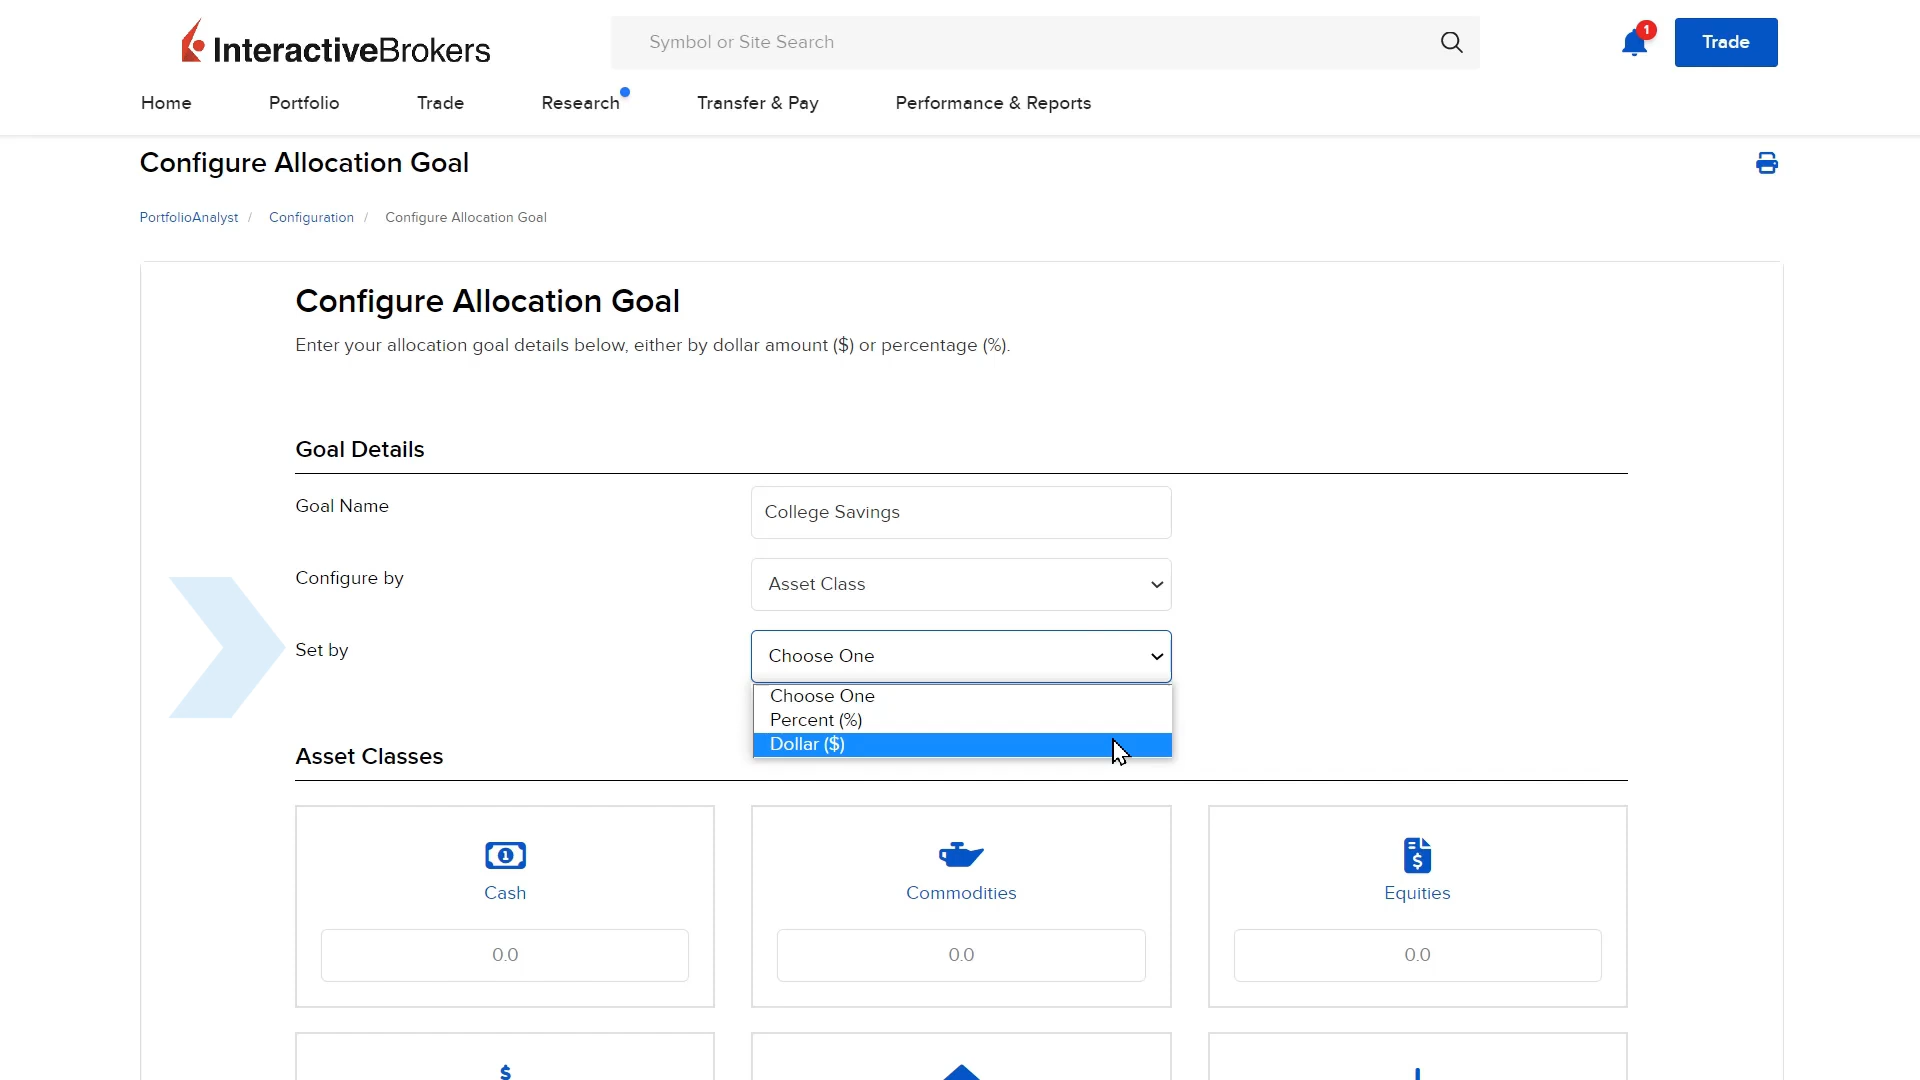 InteractiveBrokers
Symbol or Site Search
1
Trade
Home
Portfolio
Trade
Research
Transfer & Pay
Performance & Reports
Configure Allocation Goal
PortfolioAnalyst / Configuration / Configure Allocation Goal
Configure Allocation Goal
Enter your allocation goal details below, either by dollar amount ($) or percentage (%).
Goal Details
Goal Name
College Savings
Configure by
Asset Class
Set by
Choose One
Choose One
Percent (%)
Dollar ($)
Asset Classes
1
Cash
0.0
Commodities
0.0
$
Equities
0.0
$